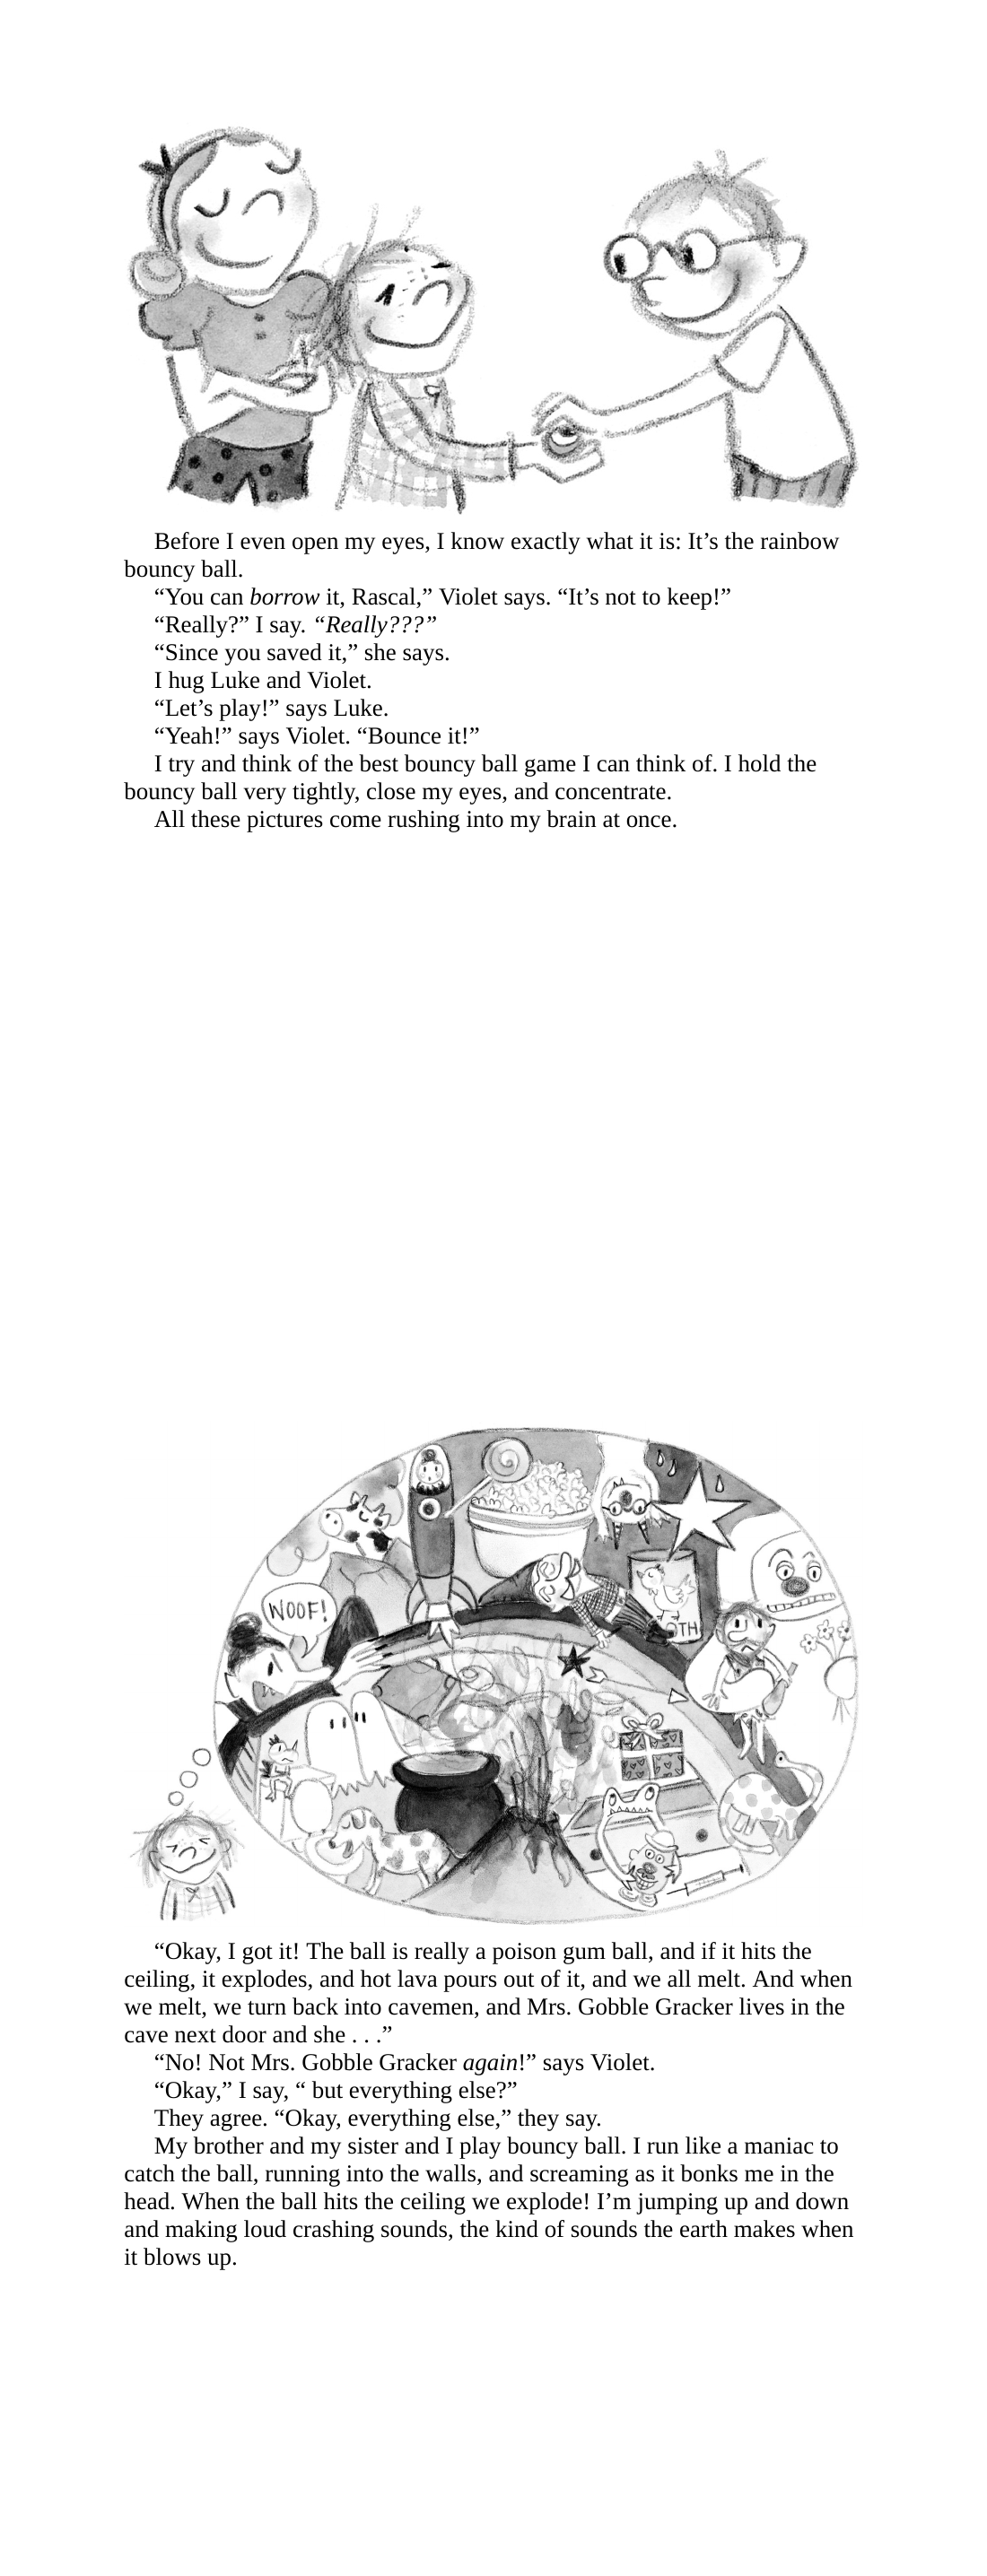 Before I even open my eyes, I know exactly what it is: It’s the rainbow
bouncy ball.
“You can borrow it, Rascal,” Violet says. “It’s not to keep!”
“Really?” I say. “Really???”
“Since you saved it,” she says.
I hug Luke and Violet.
“Let’s play!” says Luke.
“Yeah!” says Violet. “Bounce it!”
I try and think of the best bouncy ball game I can think of. I hold the
bouncy ball very tightly, close my eyes, and concentrate.
All these pictures come rushing into my brain at once.
WOOF!
OTH
“Okay, I got it! The ball is really a poison gum ball, and if it hits the
ceiling, it explodes, and hot lava pours out of it, and we all melt. And when
we melt, we turn back into cavemen, and Mrs. Gobble Gracker lives in the
cave next door and she . . .”
“No! Not Mrs. Gobble Gracker again!” says Violet.
“Okay,” I say, “ but everything else?”
They agree. “Okay, everything else,” they say.
My brother and my sister and I play bouncy ball. I run like a maniac to
catch the ball, running into the walls, and screaming as it bonks me in the
head. When the ball hits the ceiling we explode! I’m jumping up and down
and making loud crashing sounds, the kind of sounds the earth makes when
it blows up.